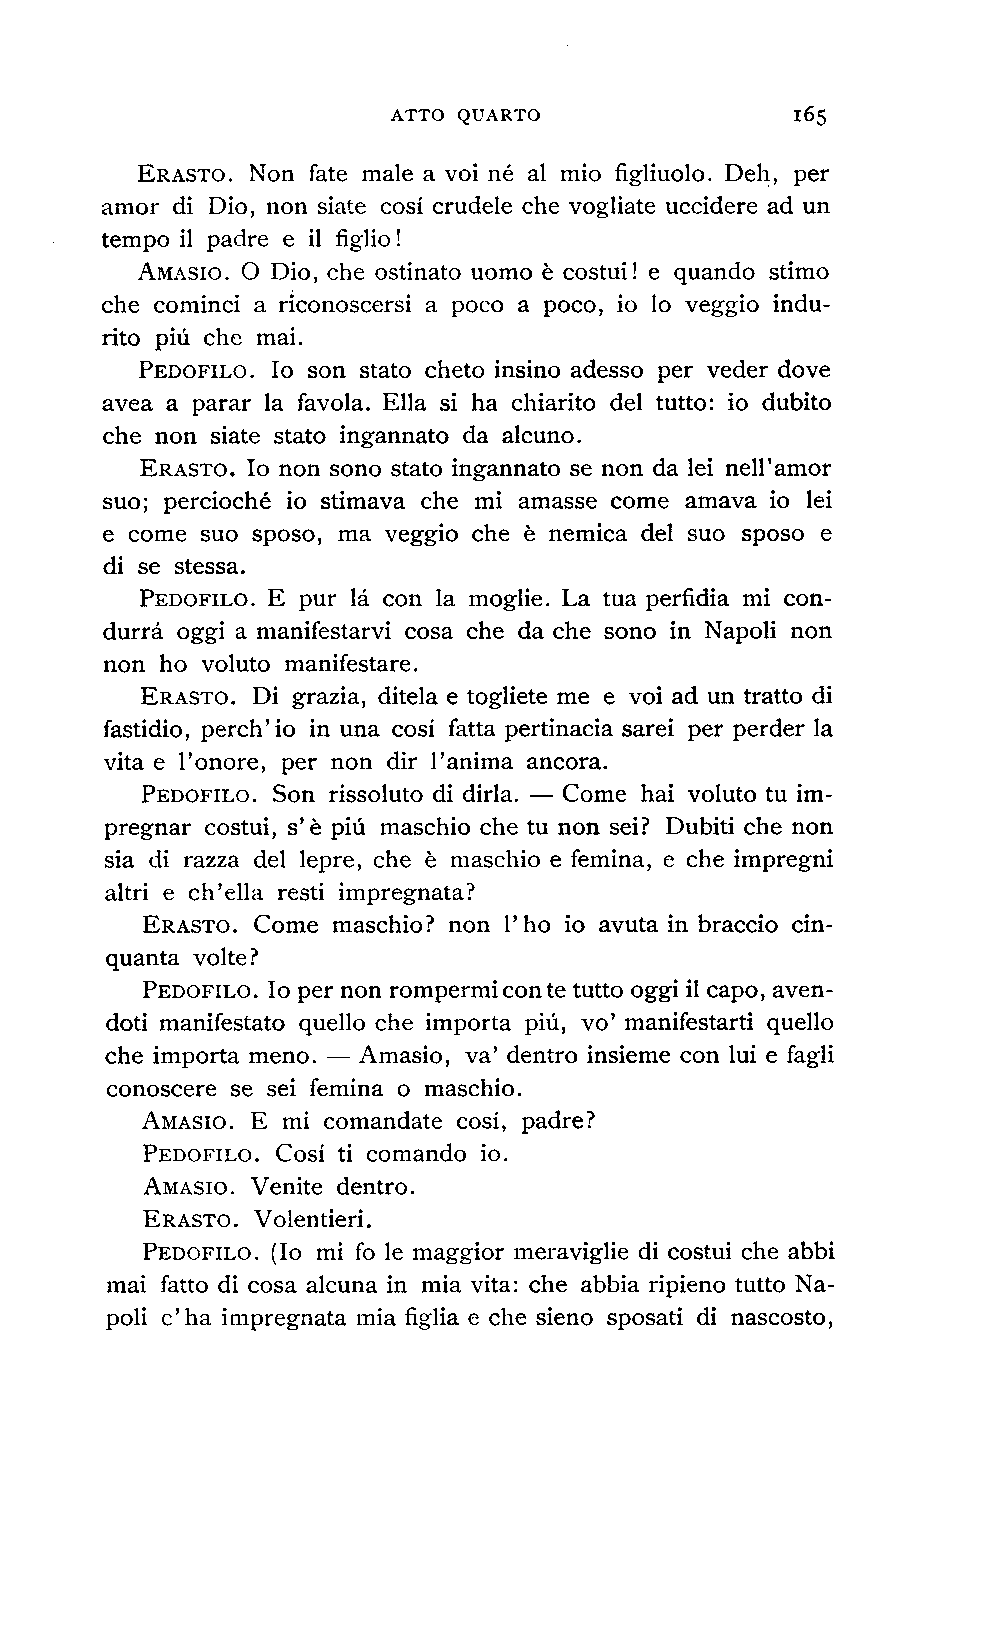 ATTO QUARTO 165
ERASTO. Non fate male a voi né al mio figliuolo. Deh, per
amor di Dio, non siate cosí crudele che vogliate uccidere ad un
tempo il padre e il figlio!
AMASIO. O Dio, che ostinato uomo è costui! e quando stimo
che cominci a riconoscersi a poco a poco, io lo veggio indu-
rito piú che mai.
PEDOFILO. Io son stato cheto insino adesso per veder dove
avea a parar la favola. Ella si ha chiarito del tutto: io dubito
che non siate stato ingannato da alcuno.
ERASTO. Io non sono stato ingannato se non da lei nell'amor
suo; percioché io stimava che mi amasse come amava io lei
e come suo sposo, ma veggio che è nemica del suo sposo e
di se stessa.
PEDOFILO. E pur lá con la moglie. La tua perfidia mi con-
durrá oggi a manifestarvi cosa che da che sono in Napoli non
non ho voluto manifestare.
ERASTO. Di grazia, ditela e togliete me e voi ad un tratto di
fastidio, perch'io in una cosí fatta pertinacia sarei per perder la
vita e l'onore, per non dir l'anima ancora.
PEDOFILO. Son rissoluto di dirla. — Come hai voluto tu im-
pregnar costui, s'è piú maschio che tu non sei? Dubiti che non
sia di razza del lepre, che è maschio e femina, e che impregni
altri e ch'ella resti impregnata?
ERASTO. Come maschio? non l'ho io avuta in braccio cin-
quanta volte?
PEDOFILO. Io per non rompermi con te tutto oggi il capo, aven-
doti manifestato quello che importa piú, vo' manifestarti quello
che importa meno. — Amasio, va' dentro insieme con lui e fagli
conoscere se sei femina o maschio.
AMASIO. E mi comandate cosí, padre?
PEDOFILO. Cosí ti comando io.
AMASIO. Venite dentro.
ERASTO. Volentieri.
PEDOFILO. (Io mi fo le maggior meraviglie di costui che abbi
mai fatto di cosa alcuna in mia vita: che abbia ripieno tutto Na-
poli c'ha impregnata mia figlia e che sieno sposati di nascosto,